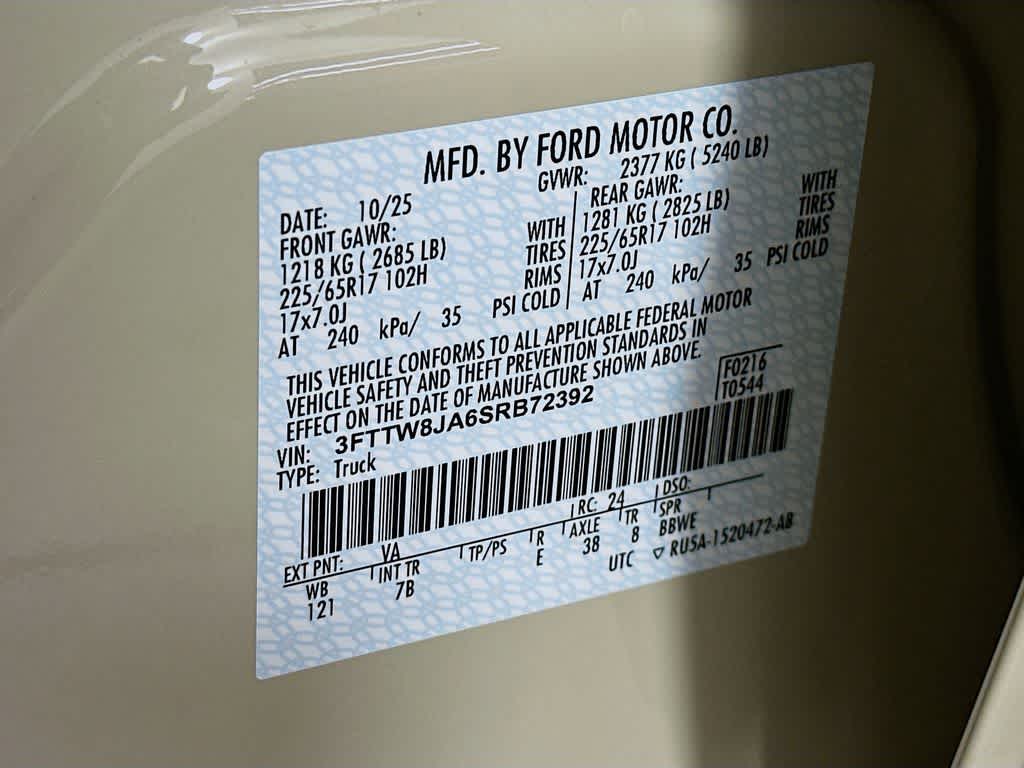 MFD. BY FORD MOTOR CO.
DATE: 10/25 GVWR: 2377 KG ( 5240 LB)
FRONT GAWR: REAR GAWR:
1218 KG ( 2685 LB) WITH 1281 KG ( 2825 LB) WITH
225/65R17 102H TIRES 225/65R17 102H TIRES
17x7.0J RIMS 17x7.0J RIMS
AT 240 kPa/ 35 PSI COLD AT 240 kPa/ 35 PSI COLD
THIS VEHICLE CONFORMS TO ALL APPLICABLE FEDERAL MOTOR
VEHICLE SAFETY AND THEFT PREVENTION STANDARDS IN
EFFECT ON THE DATE OF MANUFACTURE SHOWN ABOVE.
VIN: 3FTTW8JA6SRB72392 F0216
TYPE: Truck T0544
EXT PNT: VA RC: 24 DSO:
WB INT TR TP/PS R AXLE TR SPR
121 7B E 38 8 BBWE
UTC ▽ RU5A-1520472-AB